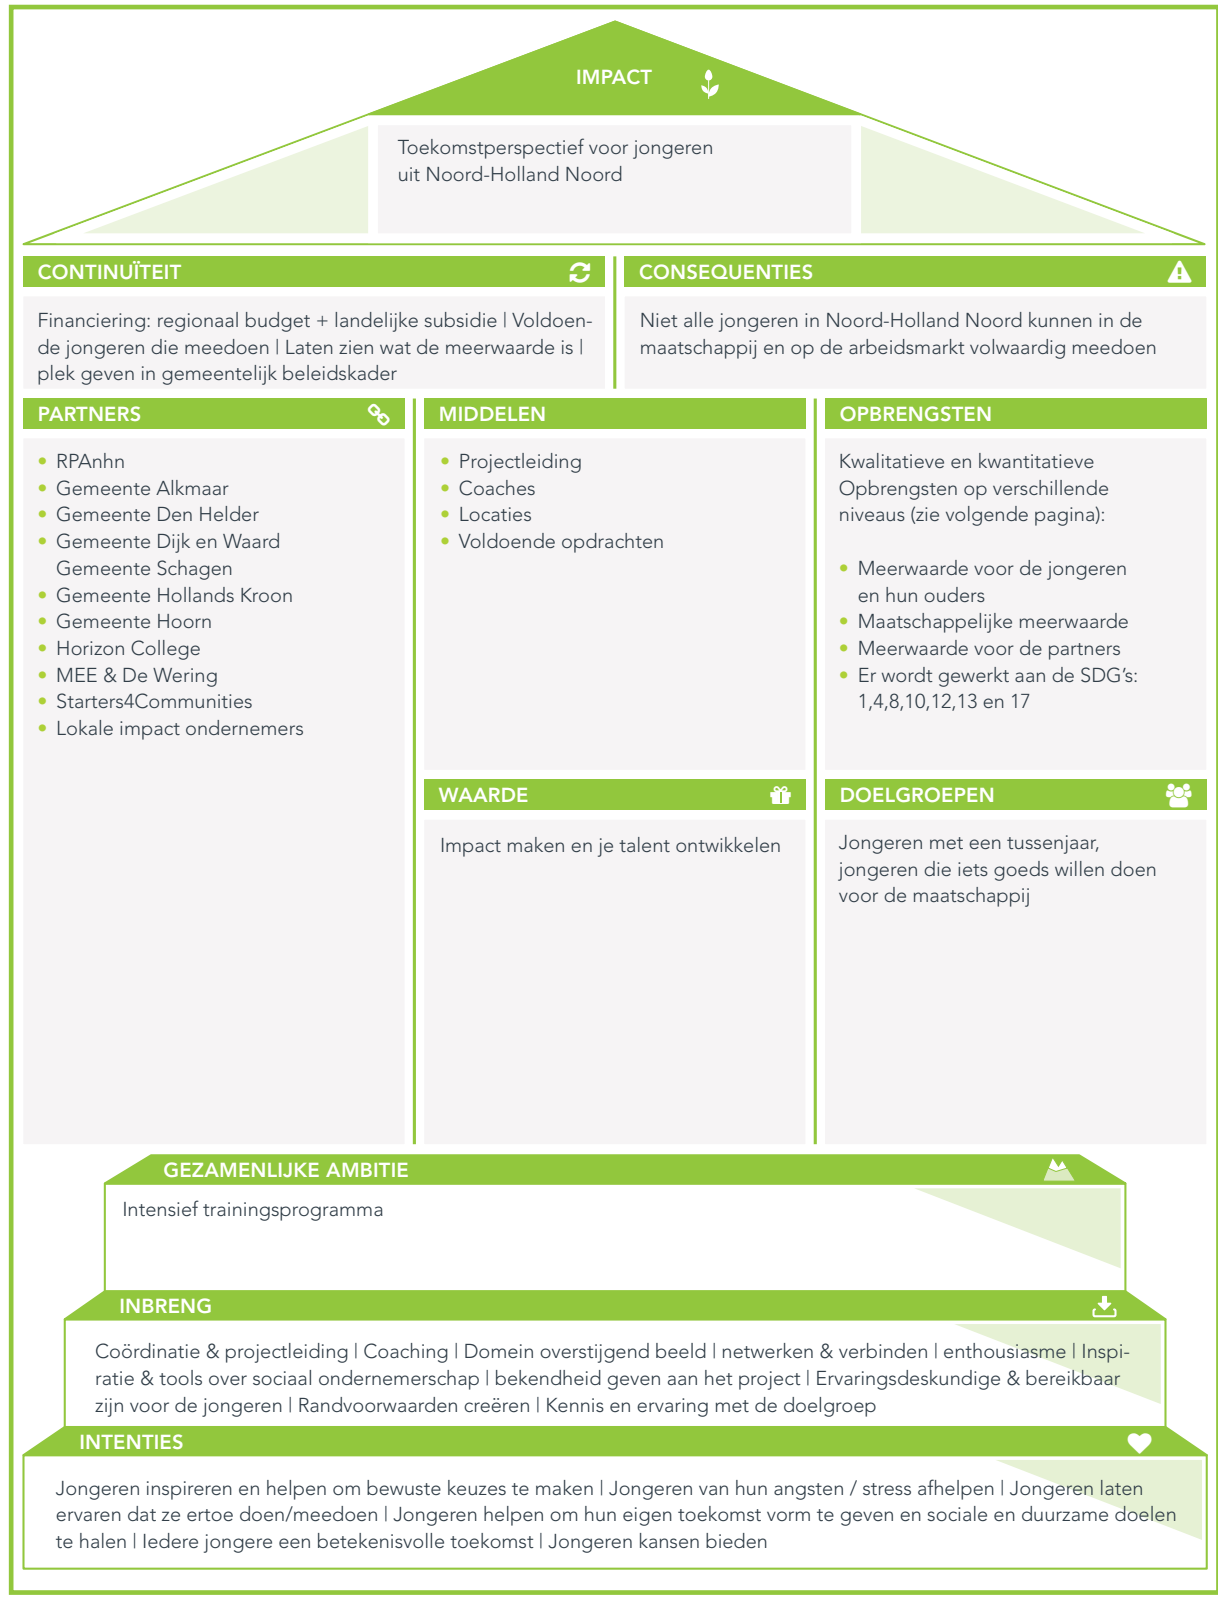 IMPACT
Toekomstperspectief voor jongeren
uit Noord-Holland Noord
CONTINUÏTEIT
Financiering: regionaal budget + landelijke subsidie | Voldoen-
de jongeren die meedoen | Laten zien wat de meerwaarde is |
plek geven in gemeentelijk beleidskader
CONSEQUENTIES
Niet alle jongeren in Noord-Holland Noord kunnen in de
maatschappij en op de arbeidsmarkt volwaardig meedoen
PARTNERS
• RPAnhn
• Gemeente Alkmaar
• Gemeente Den Helder
• Gemeente Dijk en Waard
Gemeente Schagen
• Gemeente Hollands Kroon
• Gemeente Hoorn
• Horizon College
• MEE & De Wering
• Starters4Communities
• Lokale impact ondernemers
MIDDELEN
• Projectleiding
• Coaches
• Locaties
• Voldoende opdrachten
OPBRENGSTEN
Kwalitatieve en kwantitatieve
Opbrengsten op verschillende
niveaus (zie volgende pagina):
• Meerwaarde voor de jongeren
en hun ouders
• Maatschappelijke meerwaarde
• Meerwaarde voor de partners
• Er wordt gewerkt aan de SDG's:
1,4,8,10,12,13 en 17
WAARDE
Impact maken en je talent ontwikkelen
DOELGROEPEN
Jongeren met een tussenjaar,
jongeren die iets goeds willen doen
voor de maatschappij
GEZAMENLIJKE AMBITIE
Intensief trainingsprogramma
INBRENG
Coördinatie & projectleiding | Coaching | Domein overstijgend beeld | netwerken & verbinden | enthousiasme | Inspi-
ratie & tools over sociaal ondernemerschap | bekendheid geven aan het project | Ervaringsdeskundige & bereikbaar
zijn voor de jongeren | Randvoorwaarden creëren | Kennis en ervaring met de doelgroep
INTENTIES
Jongeren inspireren en helpen om bewuste keuzes te maken | Jongeren van hun angsten / stress afhelpen | Jongeren laten
ervaren dat ze ertoe doen/meedoen | Jongeren helpen om hun eigen toekomst vorm te geven en sociale en duurzame doelen
te halen | Iedere jongere een betekenisvolle toekomst | Jongeren kansen bieden